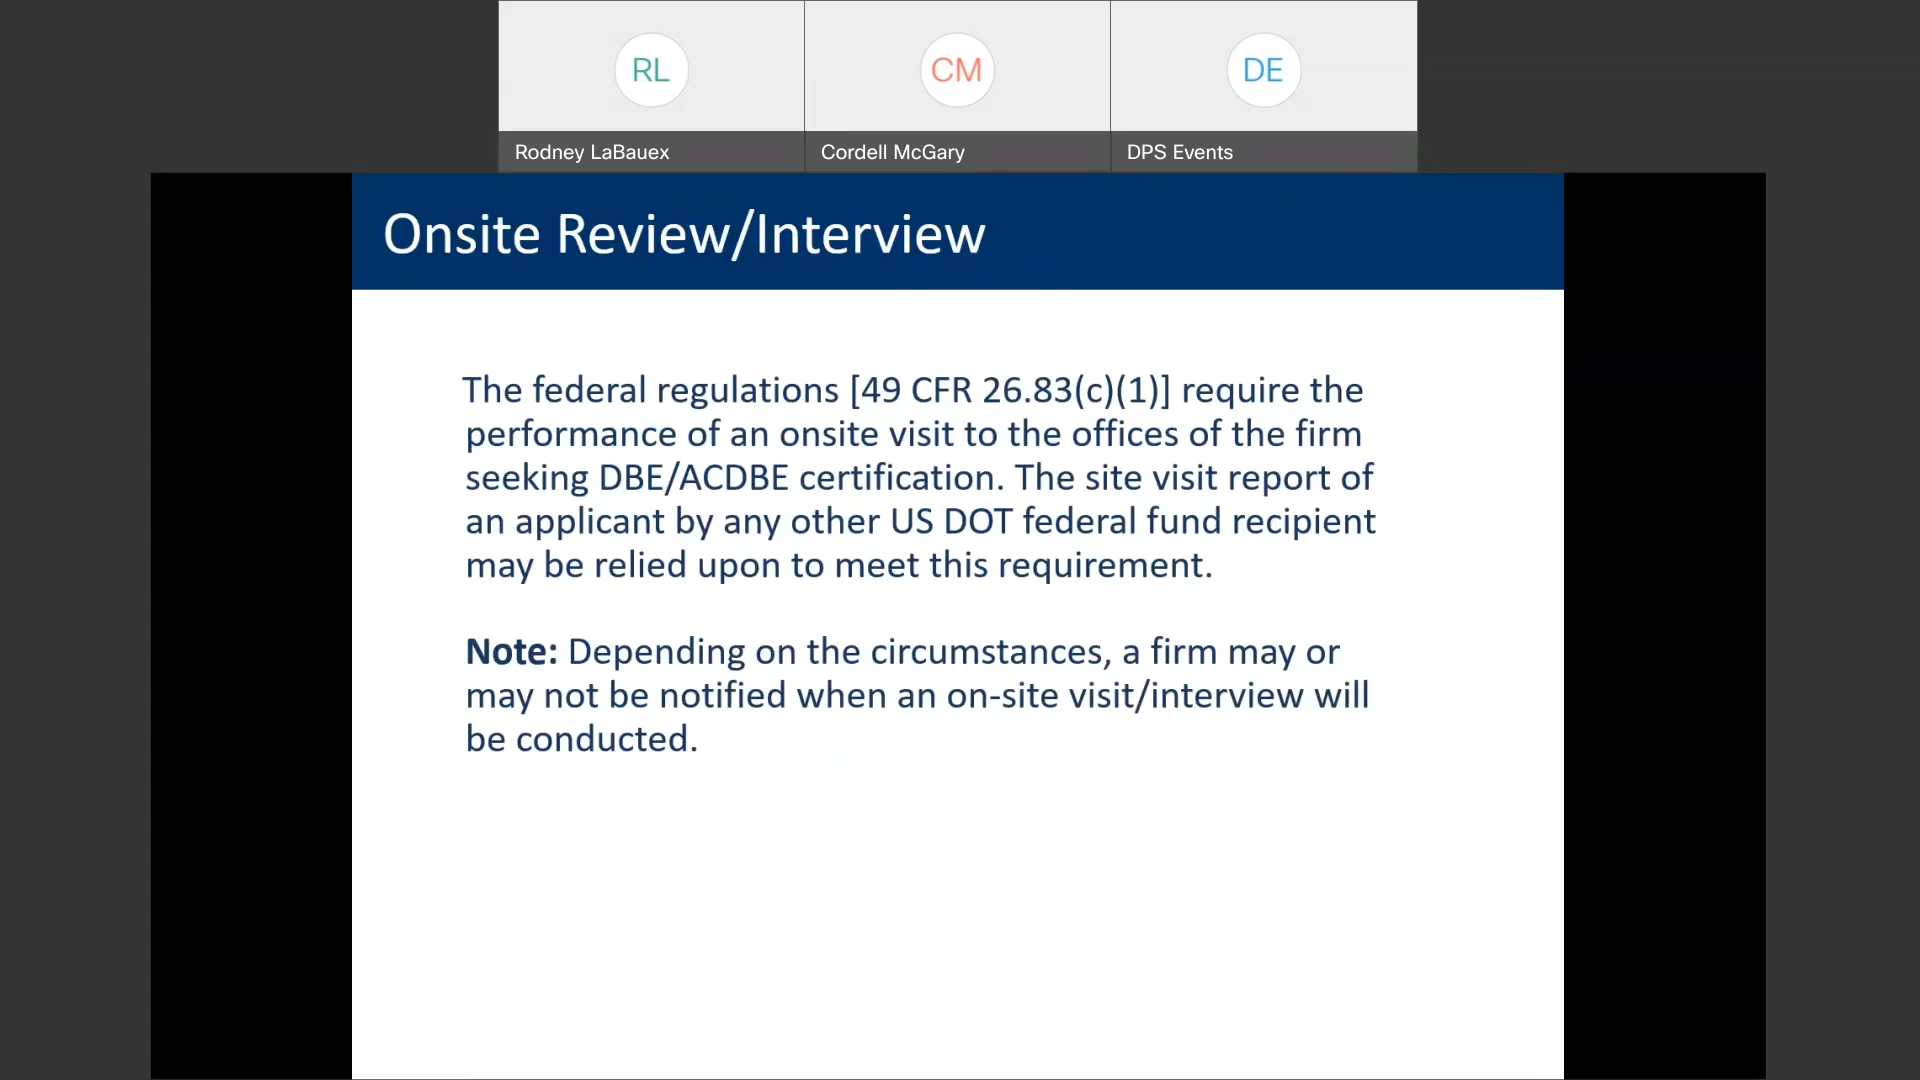 RL
CM
DE
Rodney LaBauex
Cordell McGary
DPS Events
Onsite Review/Interview
The federal regulations [49 CFR 26.83(c)(1)] require the
performance of an onsite visit to the offices of the firm
seeking DBE/ACDBE certification. The site visit report of
an applicant by any other US DOT federal fund recipient
may be relied upon to meet this requirement.
Note: Depending on the circumstances, a firm may or
may not be notified when an on-site visit/interview will
be conducted.